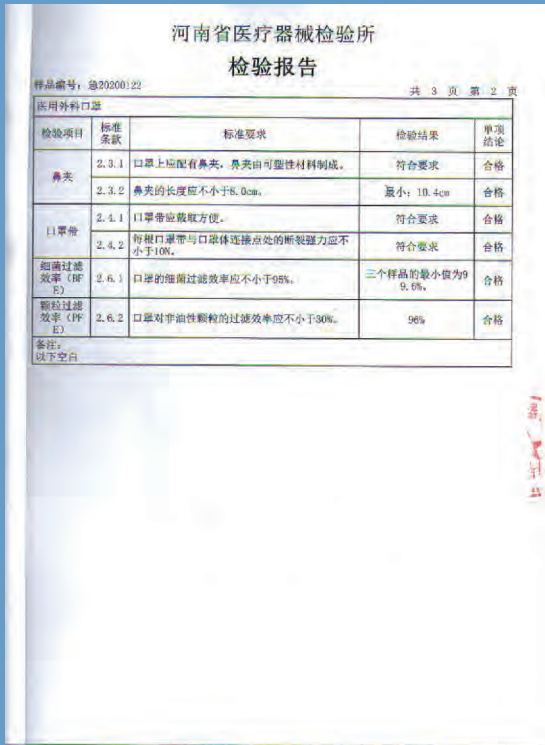 河南省医疗器械检验所
检验报告
样品编号：急20200122
共 3 页 第 2 页
医用外科口罩
检验项目 标准条款 标准要求 检验结果 单项结论
鼻夹 2.3.1 口罩上应配有鼻夹，鼻夹由可塑性材料制成。 符合要求 合格
2.3.2 鼻夹的长度应不小于8.0cm。 最小：10.4cm 合格
口罩带 2.4.1 口罩带应戴取方便。 符合要求 合格
2.4.2 每根口罩带与口罩体连接点处的断裂强力应不小于10N。 符合要求 合格
细菌过滤效率（BFE） 2.6.1 口罩的细菌过滤效率应不小于95%。 三个样品的最小值为99.6%。 合格
颗粒过滤效率（PFE） 2.6.2 口罩对非油性颗粒的过滤效率应不小于30%。 96% 合格
备注：
以下空白